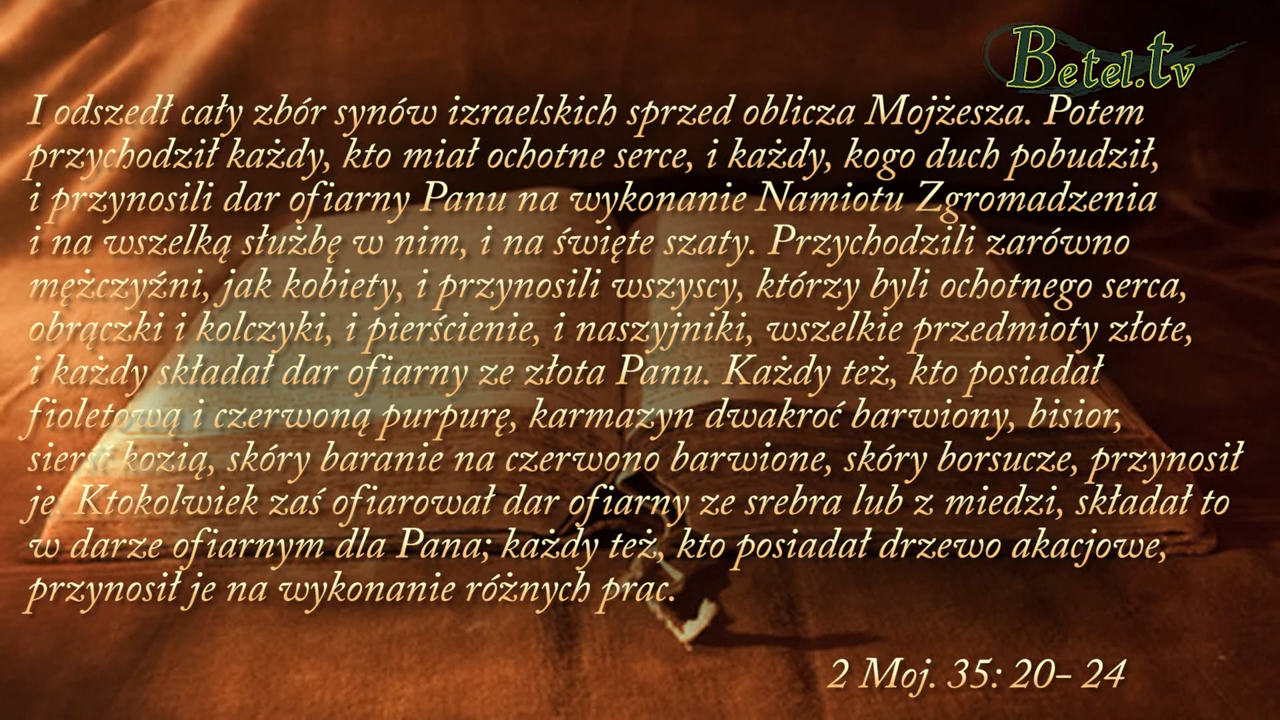 Betel.tv
I odszedł cały zbór synów izraelskich sprzed oblicza Mojżesza. Potem
przychodził każdy, kto miał ochotne serce, i każdy, kogo duch pobudził,
i przynosili dar ofiarny Panu na wykonanie Namiotu Zgromadzenia
i na wszelką służbę w nim, i na święte szaty. Przychodzili zarówno
mężczyźni, jak kobiety, i przynosili wszyscy, którzy byli ochotnego serca,
obrączki i kolczyki, i pierścienie, i naszyjniki, wszelkie przedmioty złote,
i każdy składał dar ofiarny ze złota Panu. Każdy też, kto posiadał
fioletową i czerwoną purpurę, karmazyn dwakroć barwiony, bisior,
sierść kozią, skóry baranie na czerwono barwione, skóry borsucze, przynosił
je. Ktokolwiek zaś ofiarował dar ofiarny ze srebra lub z miedzi, składał to
w darze ofiarnym dla Pana; każdy też, kto posiadał drzewo akacjowe,
przynosił je na wykonanie różnych prac.
2 Moj. 35: 20- 24